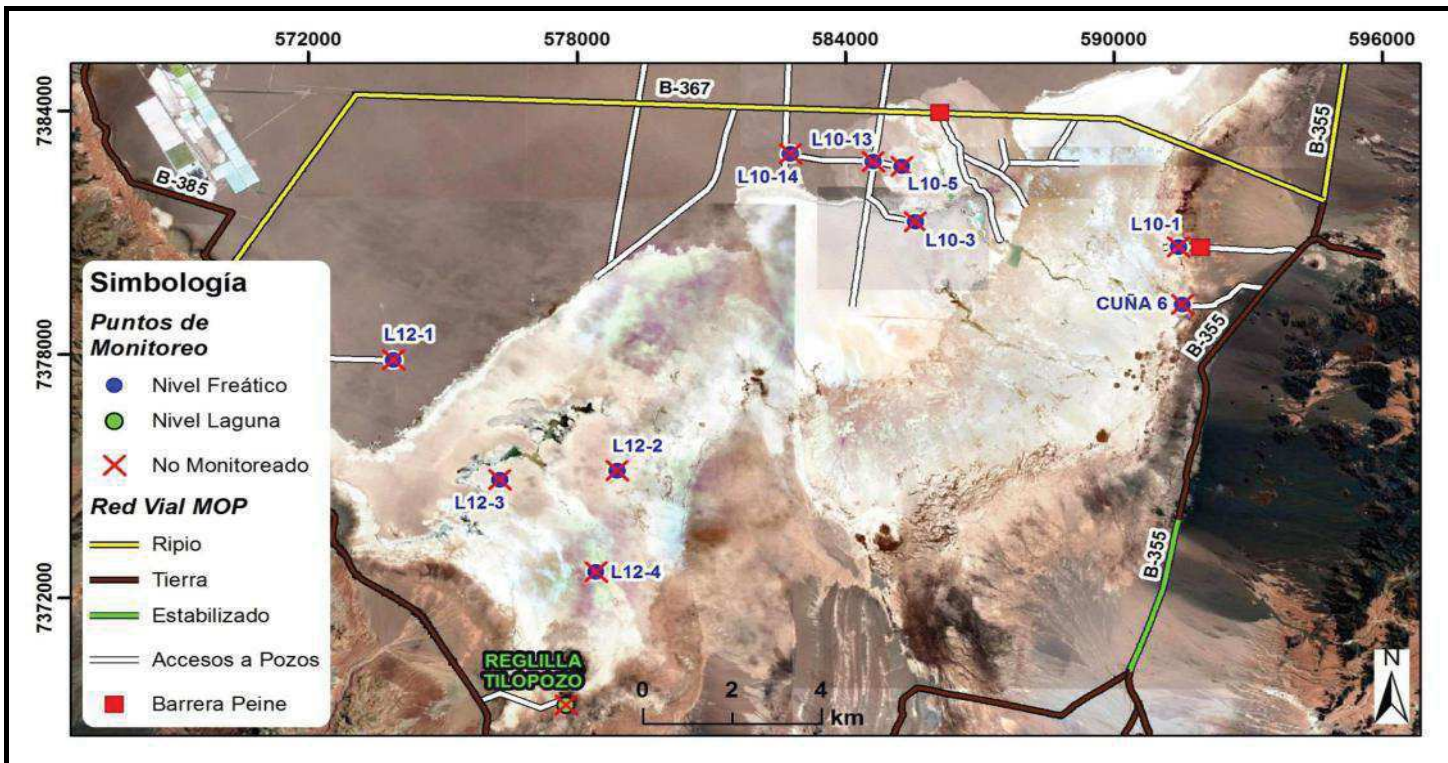 572000
578000
584000
590000
596000
7384000
7378000
7372000
B-367
B-355
B-385
L10-13
L10-14
L10-5
L10-3
L10-1
CUÑA 6
B-355
L12-1
L12-2
L12-3
L12-4
B-355
REGLILLA
TILOPOZO
Simbología
Puntos de
Monitoreo
Nivel Freático
Nivel Laguna
No Monitoreado
Red Vial MOP
Ripio
Tierra
Estabilizado
Accesos a Pozos
Barrera Peine
0 2 4
km
N